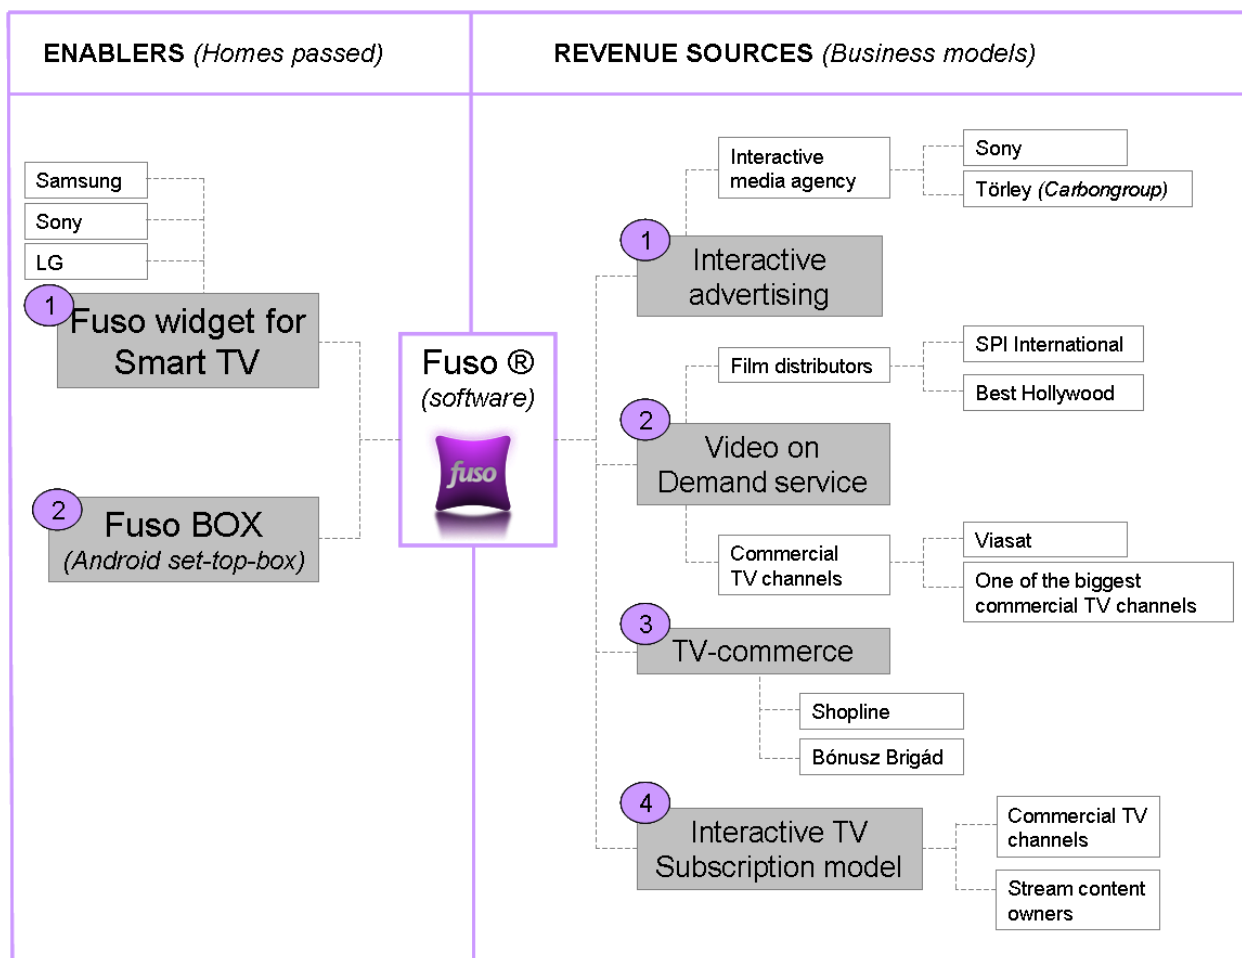 ENABLERS (Homes passed)
REVENUE SOURCES (Business models)
Samsung
Sony
LG
1
Fuso widget for
Smart TV
2
Fuso BOX
(Android set-top-box)
Fuso ®
(software)
fuso
Interactive
media agency
Sony
Törley (Carbongroup)
1
Interactive
advertising
Film distributors
SPI International
Best Hollywood
2
Video on
Demand service
Commercial
TV channels
Viasat
One of the biggest
commercial TV channels
3
TV-commerce
Shopline
Bónusz Brigád
4
Interactive TV
Subscription model
Commercial TV
channels
Stream content
owners